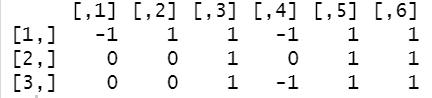 [,1] [,2] [,3] [,4] [,5] [,6]
[1,] -1 1 1 -1 1 1
[2,] 0 0 1 0 1 1
[3,] 0 0 1 -1 1 1